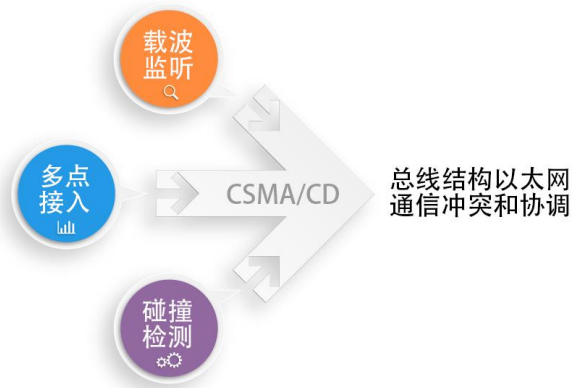 载波
监听
多点
接入
CSMA/CD
总线结构以太网
通信冲突和协调
碰撞
检测